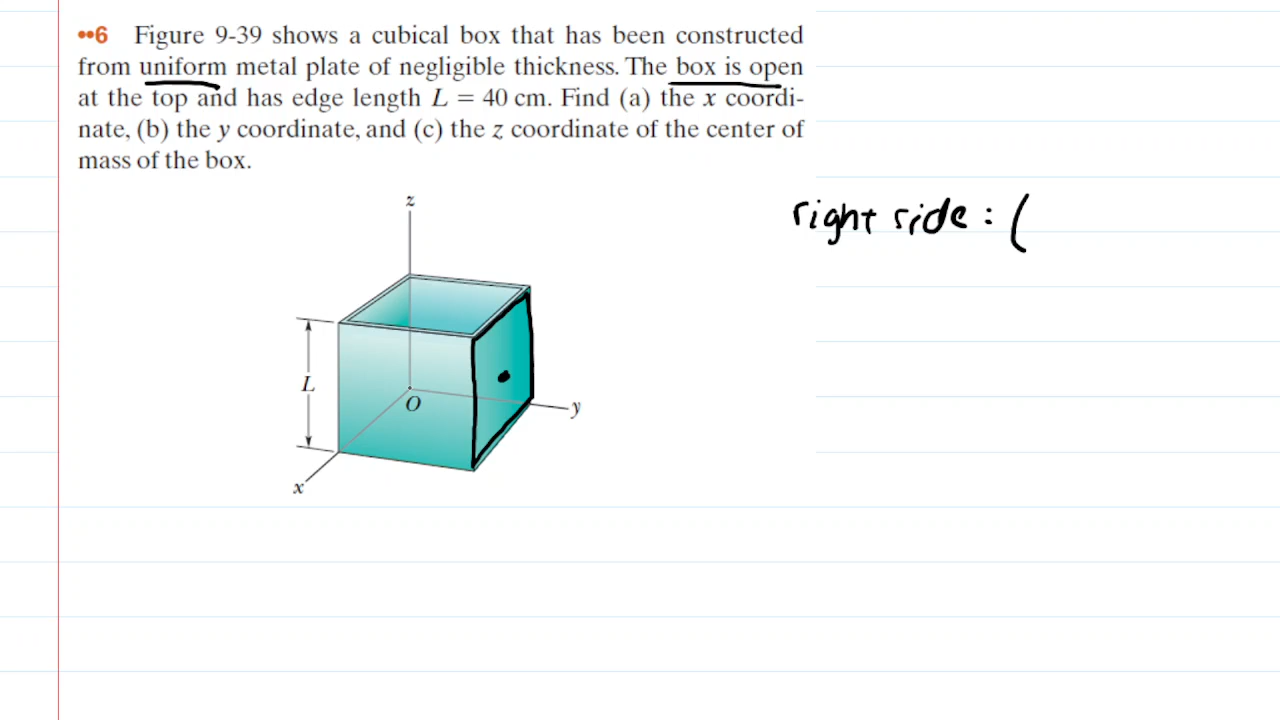 ••6 Figure 9-39 shows a cubical box that has been constructed
from uniform metal plate of negligible thickness. The box is open
at the top and has edge length L = 40 cm. Find (a) the x coordi-
nate, (b) the y coordinate, and (c) the z coordinate of the center of
mass of the box.
z
right side : (
L
O
y
x